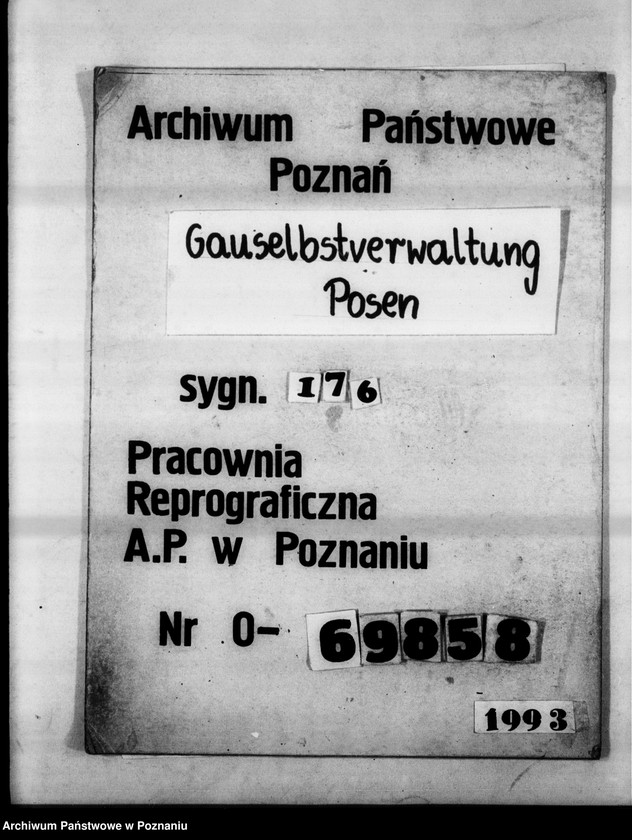 Archiwum Państwowe
Poznań
Gauselbstverwaltung
Posen
sygn. 176
Pracownia
Reprograficzna
A.P. w Poznaniu
Nr 0- 69858
1993
Archiwum Państwowe w Poznaniu